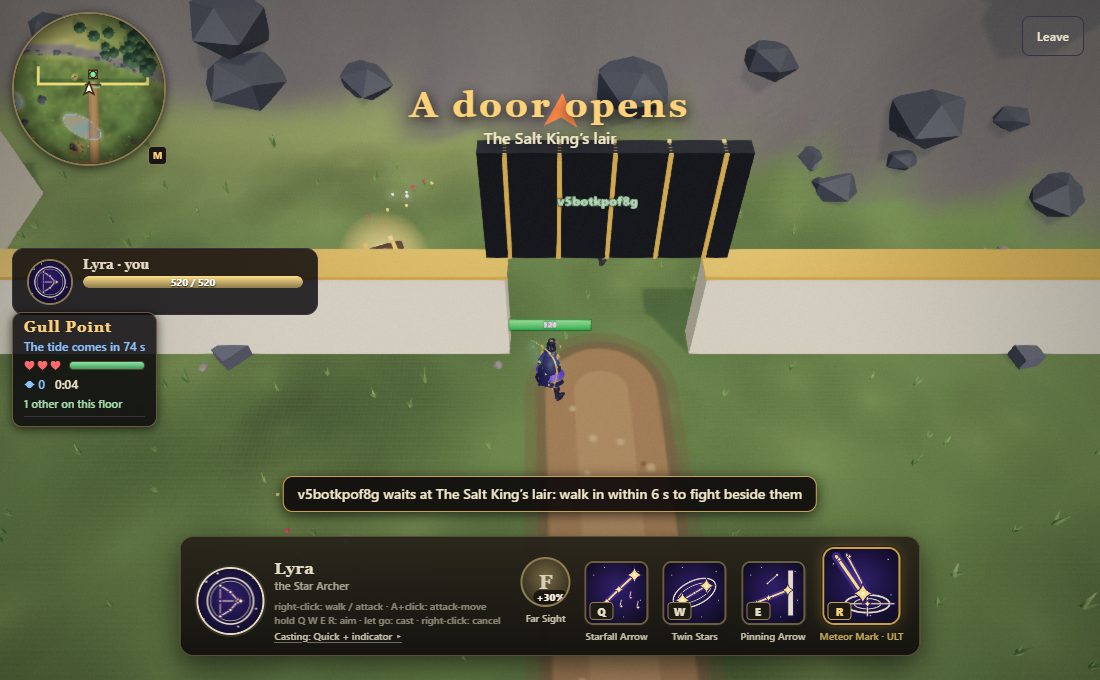 Leave
A door opens
The Salt King's lair
M
v5botkpof8g
Lyra · you
520 / 520
Gull Point
The tide comes in 74 s
0 0:04
1 other on this floor
v5botkpof8g waits at The Salt King's lair: walk in within 6 s to fight beside them
Lyra
the Star Archer
right-click: walk / attack · A+click: attack-move
hold Q W E R: aim · let go: cast · right-click: cancel
Casting: Quick + indicator ▸
F
+30%
Far Sight
Q
Starfall Arrow
W
Twin Stars
E
Pinning Arrow
R
Meteor Mark · ULT